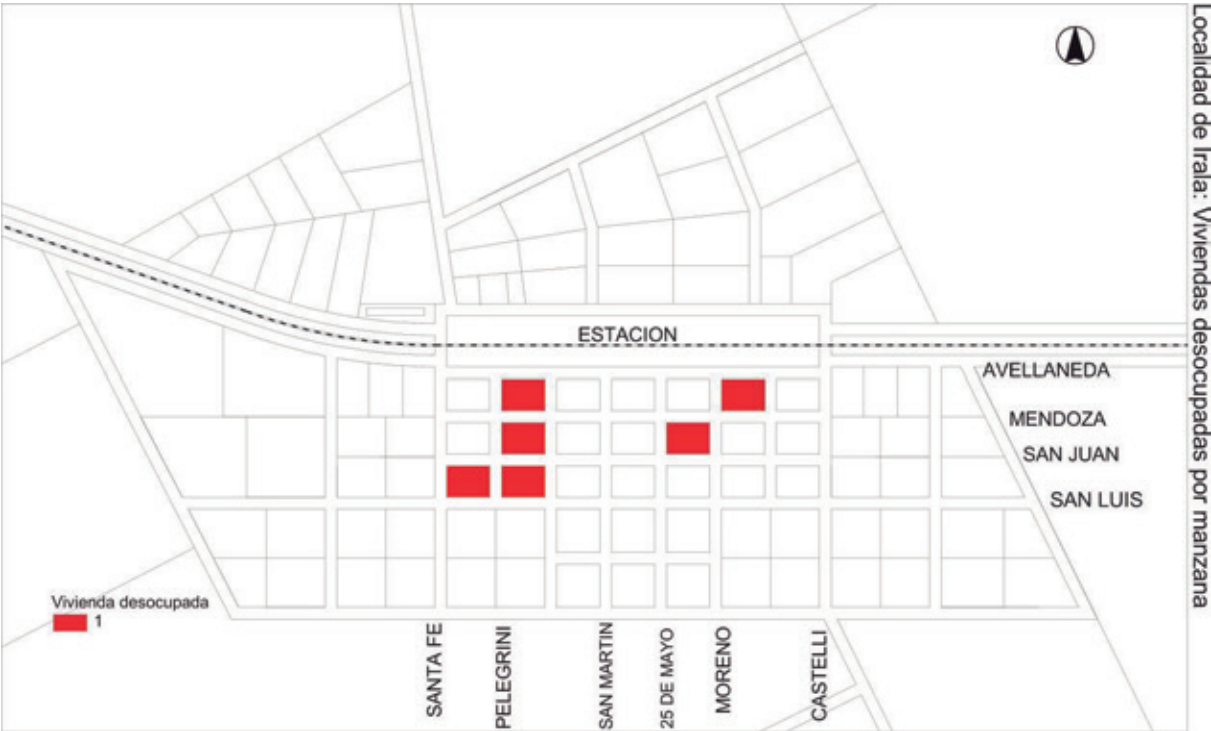 Localidad de Irala: Viviendas desocupadas por manzana
ESTACION
AVELLANEDA
MENDOZA
SAN JUAN
SAN LUIS
Vivienda desocupada
1
SANTA FE
PELEGRINI
SAN MARTIN
25 DE MAYO
MORENO
CASTELLI